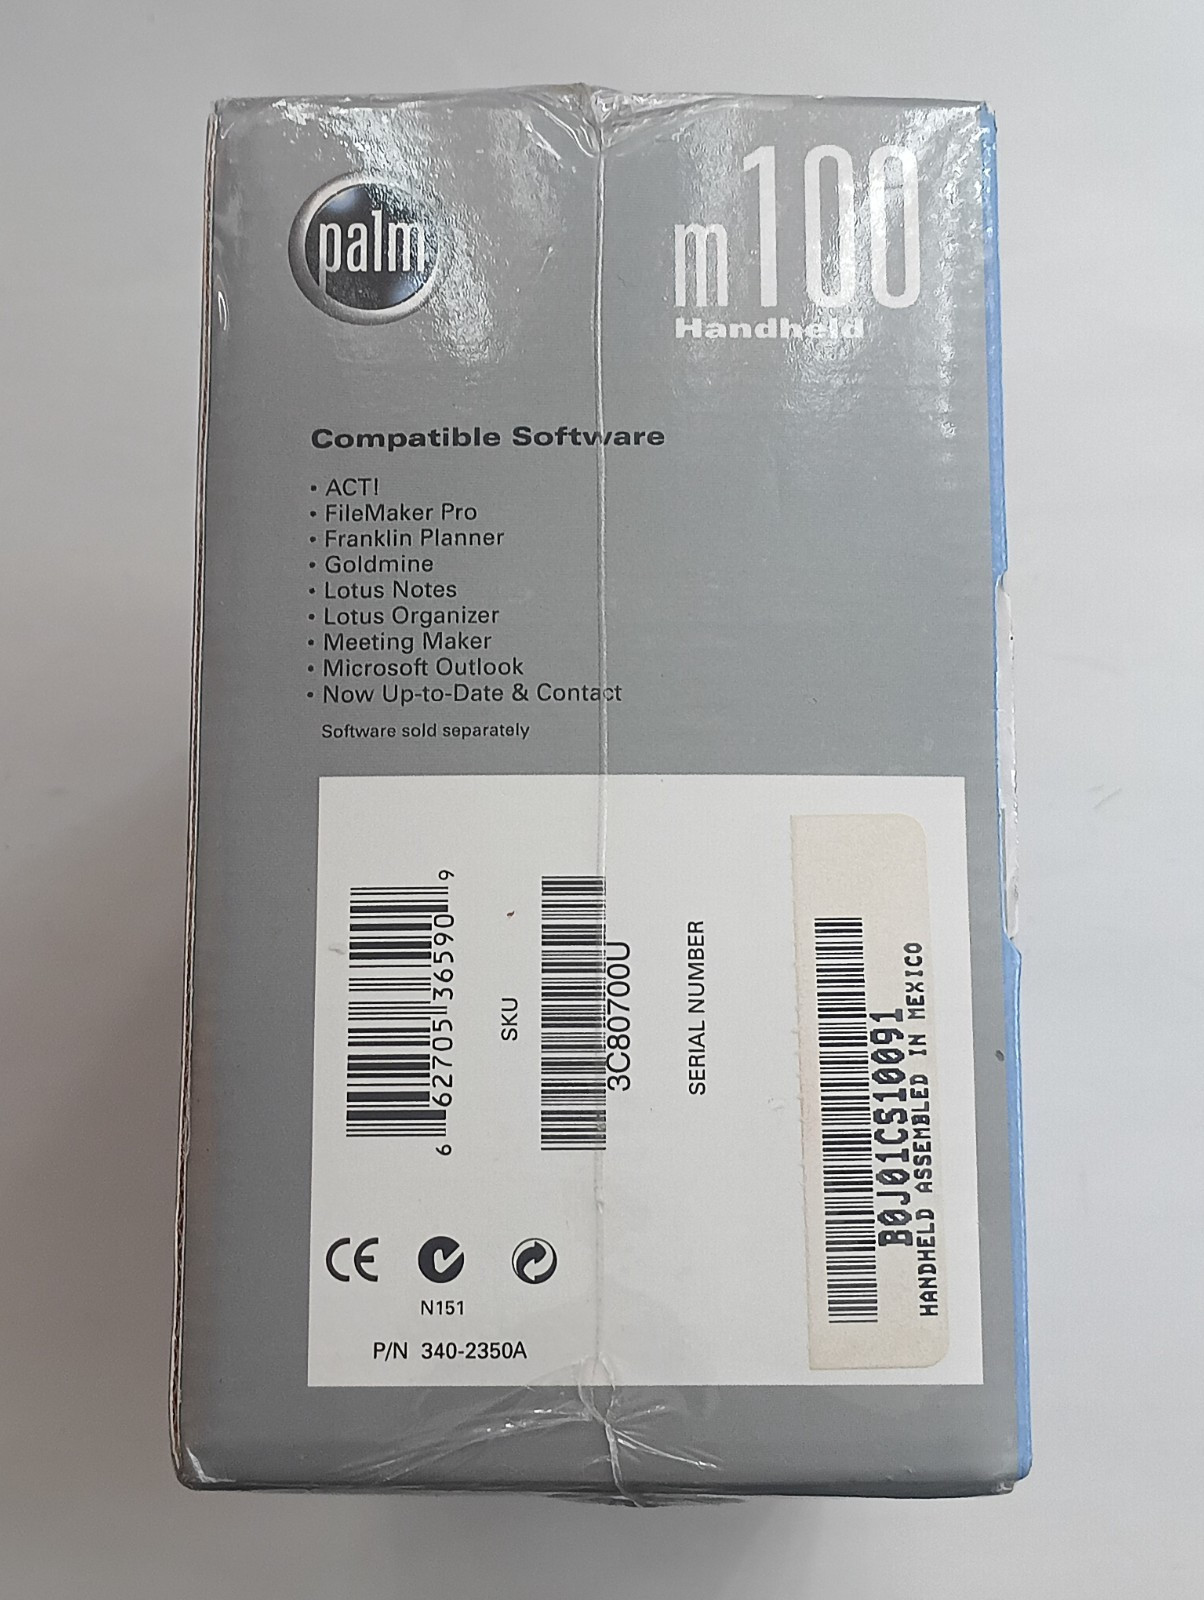 palm
m100
Handheld
Compatible Software
• ACT!
• FileMaker Pro
• Franklin Planner
• Goldmine
• Lotus Notes
• Lotus Organizer
• Meeting Maker
• Microsoft Outlook
• Now Up-to-Date & Contact
Software sold separately
6 62705 36590 9
SKU
3C80700U
SERIAL NUMBER
B0J01CS10091
HANDHELD ASSEMBLED IN MEXICO
CE
N151
P/N 340-2350A